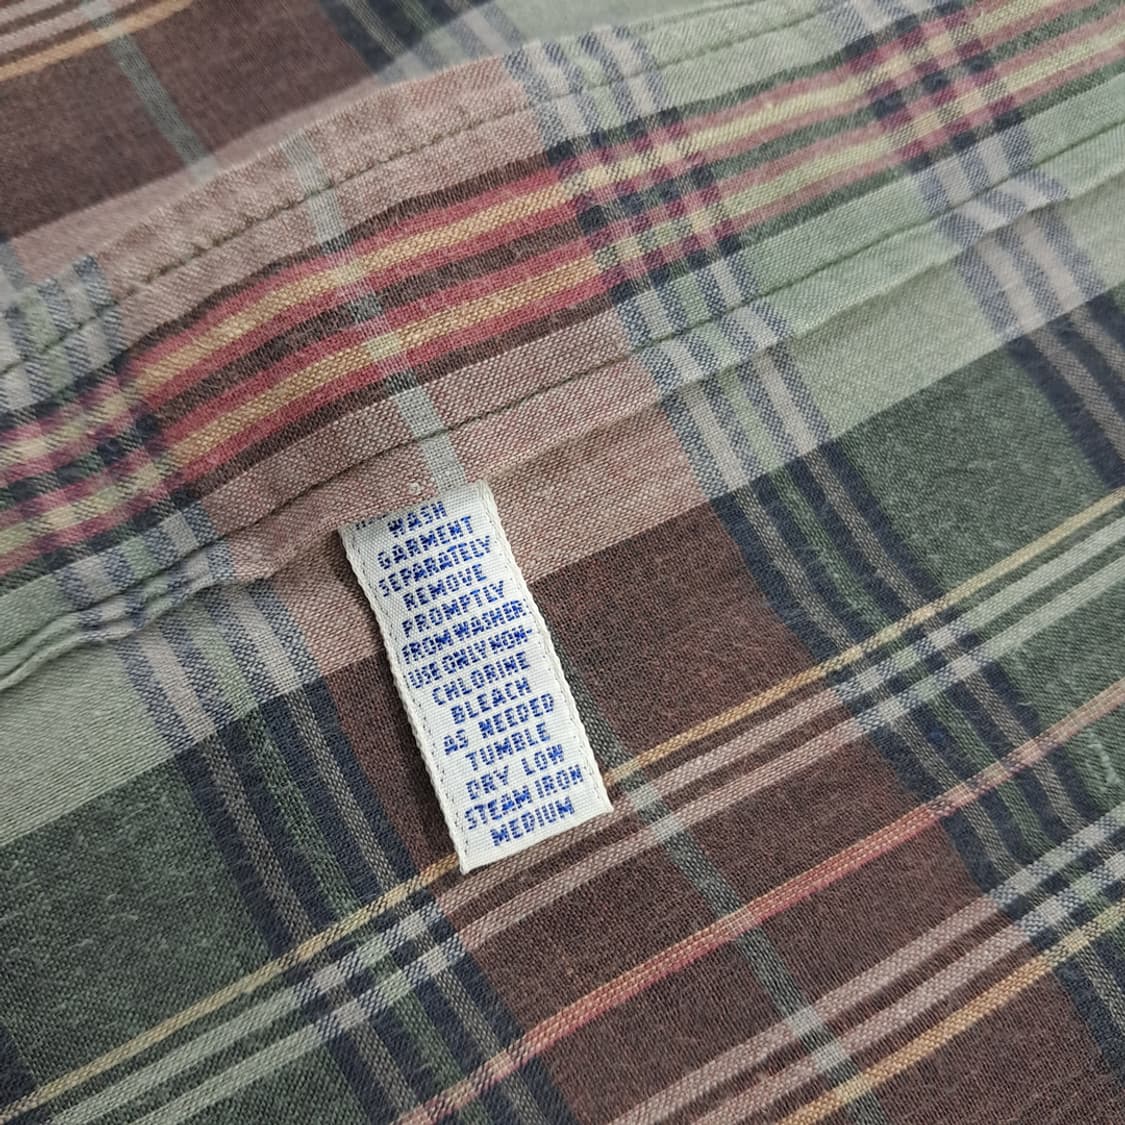 WASH
GARMENT
SEPARATELY
REMOVE
PROMPTLY
FROM WASHER:
USE ONLY NON-
CHLORINE
BLEACH
AS NEEDED
TUMBLE
DRY LOW
STEAM IRON
MEDIUM